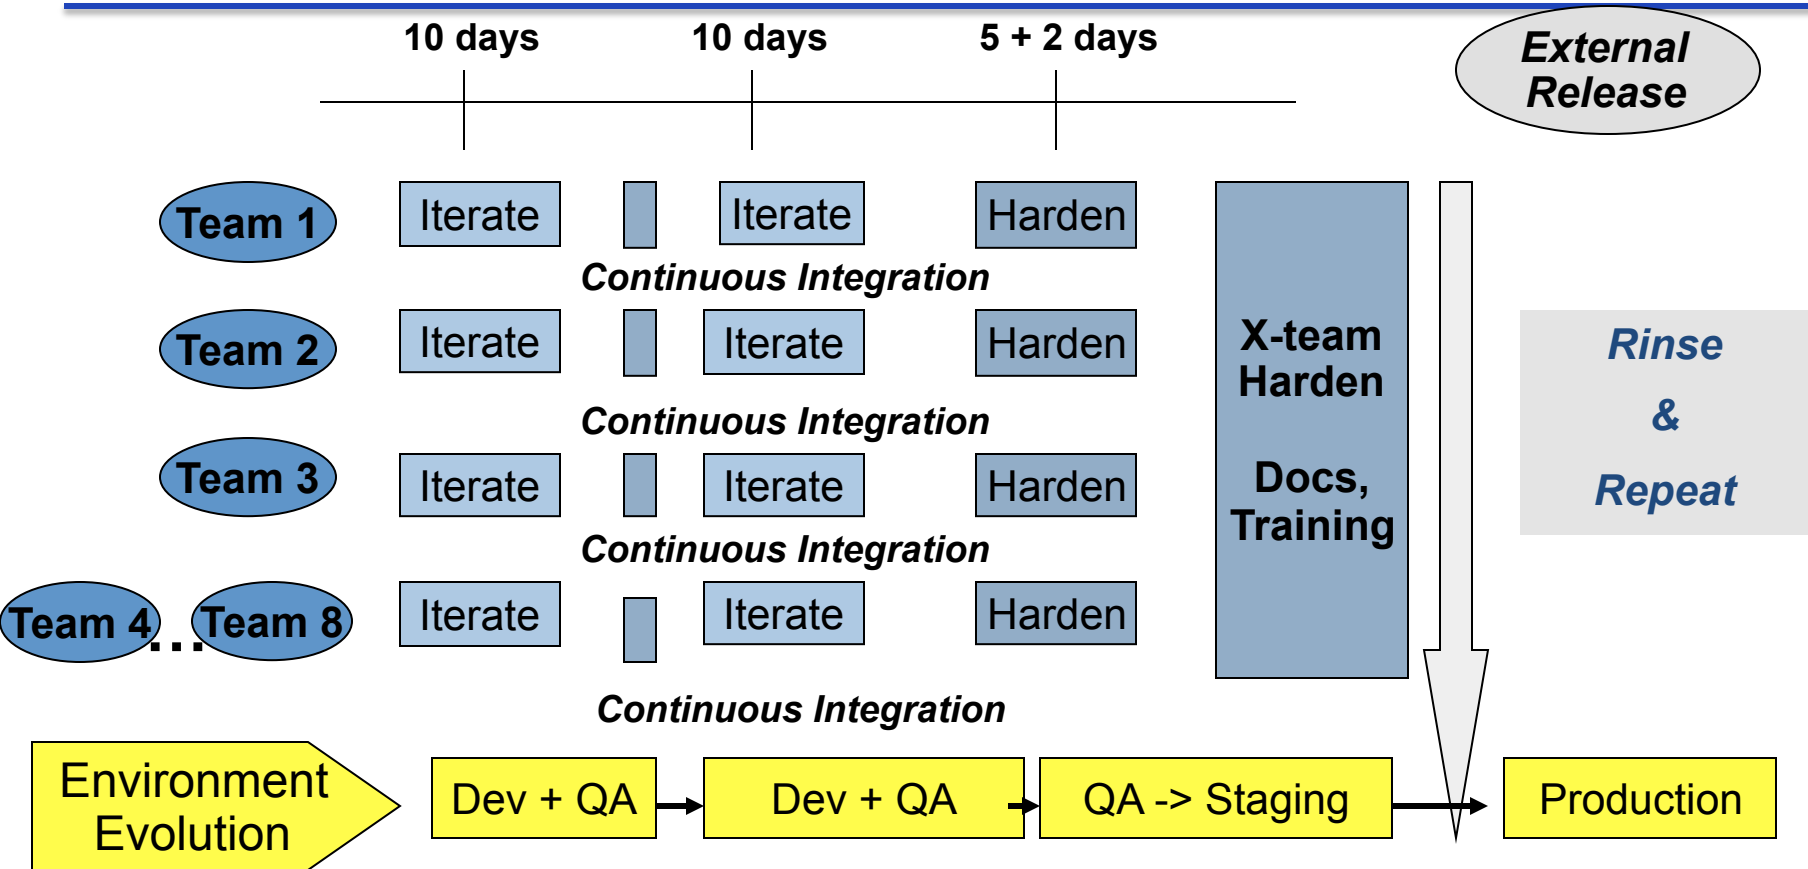 10 days
10 days
5 + 2 days
External
Release
Team 1
Iterate
Iterate
Harden
Continuous Integration
Team 2
Iterate
Iterate
Harden
X-team
Harden
Docs,
Training
Rinse
&
Repeat
Continuous Integration
Team 3
Iterate
Iterate
Harden
Continuous Integration
Team 4
...
Team 8
Iterate
Iterate
Harden
Continuous Integration
Environment
Evolution
Dev + QA
Dev + QA
QA -> Staging
Production